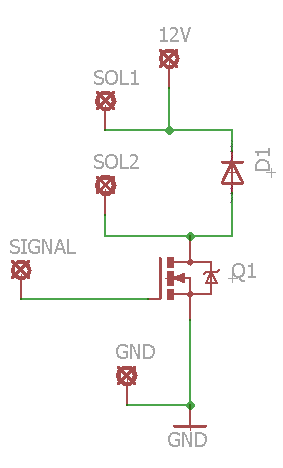 12V
SOL1
SOL2
D1
SIGNAL
Q1
GND
GND